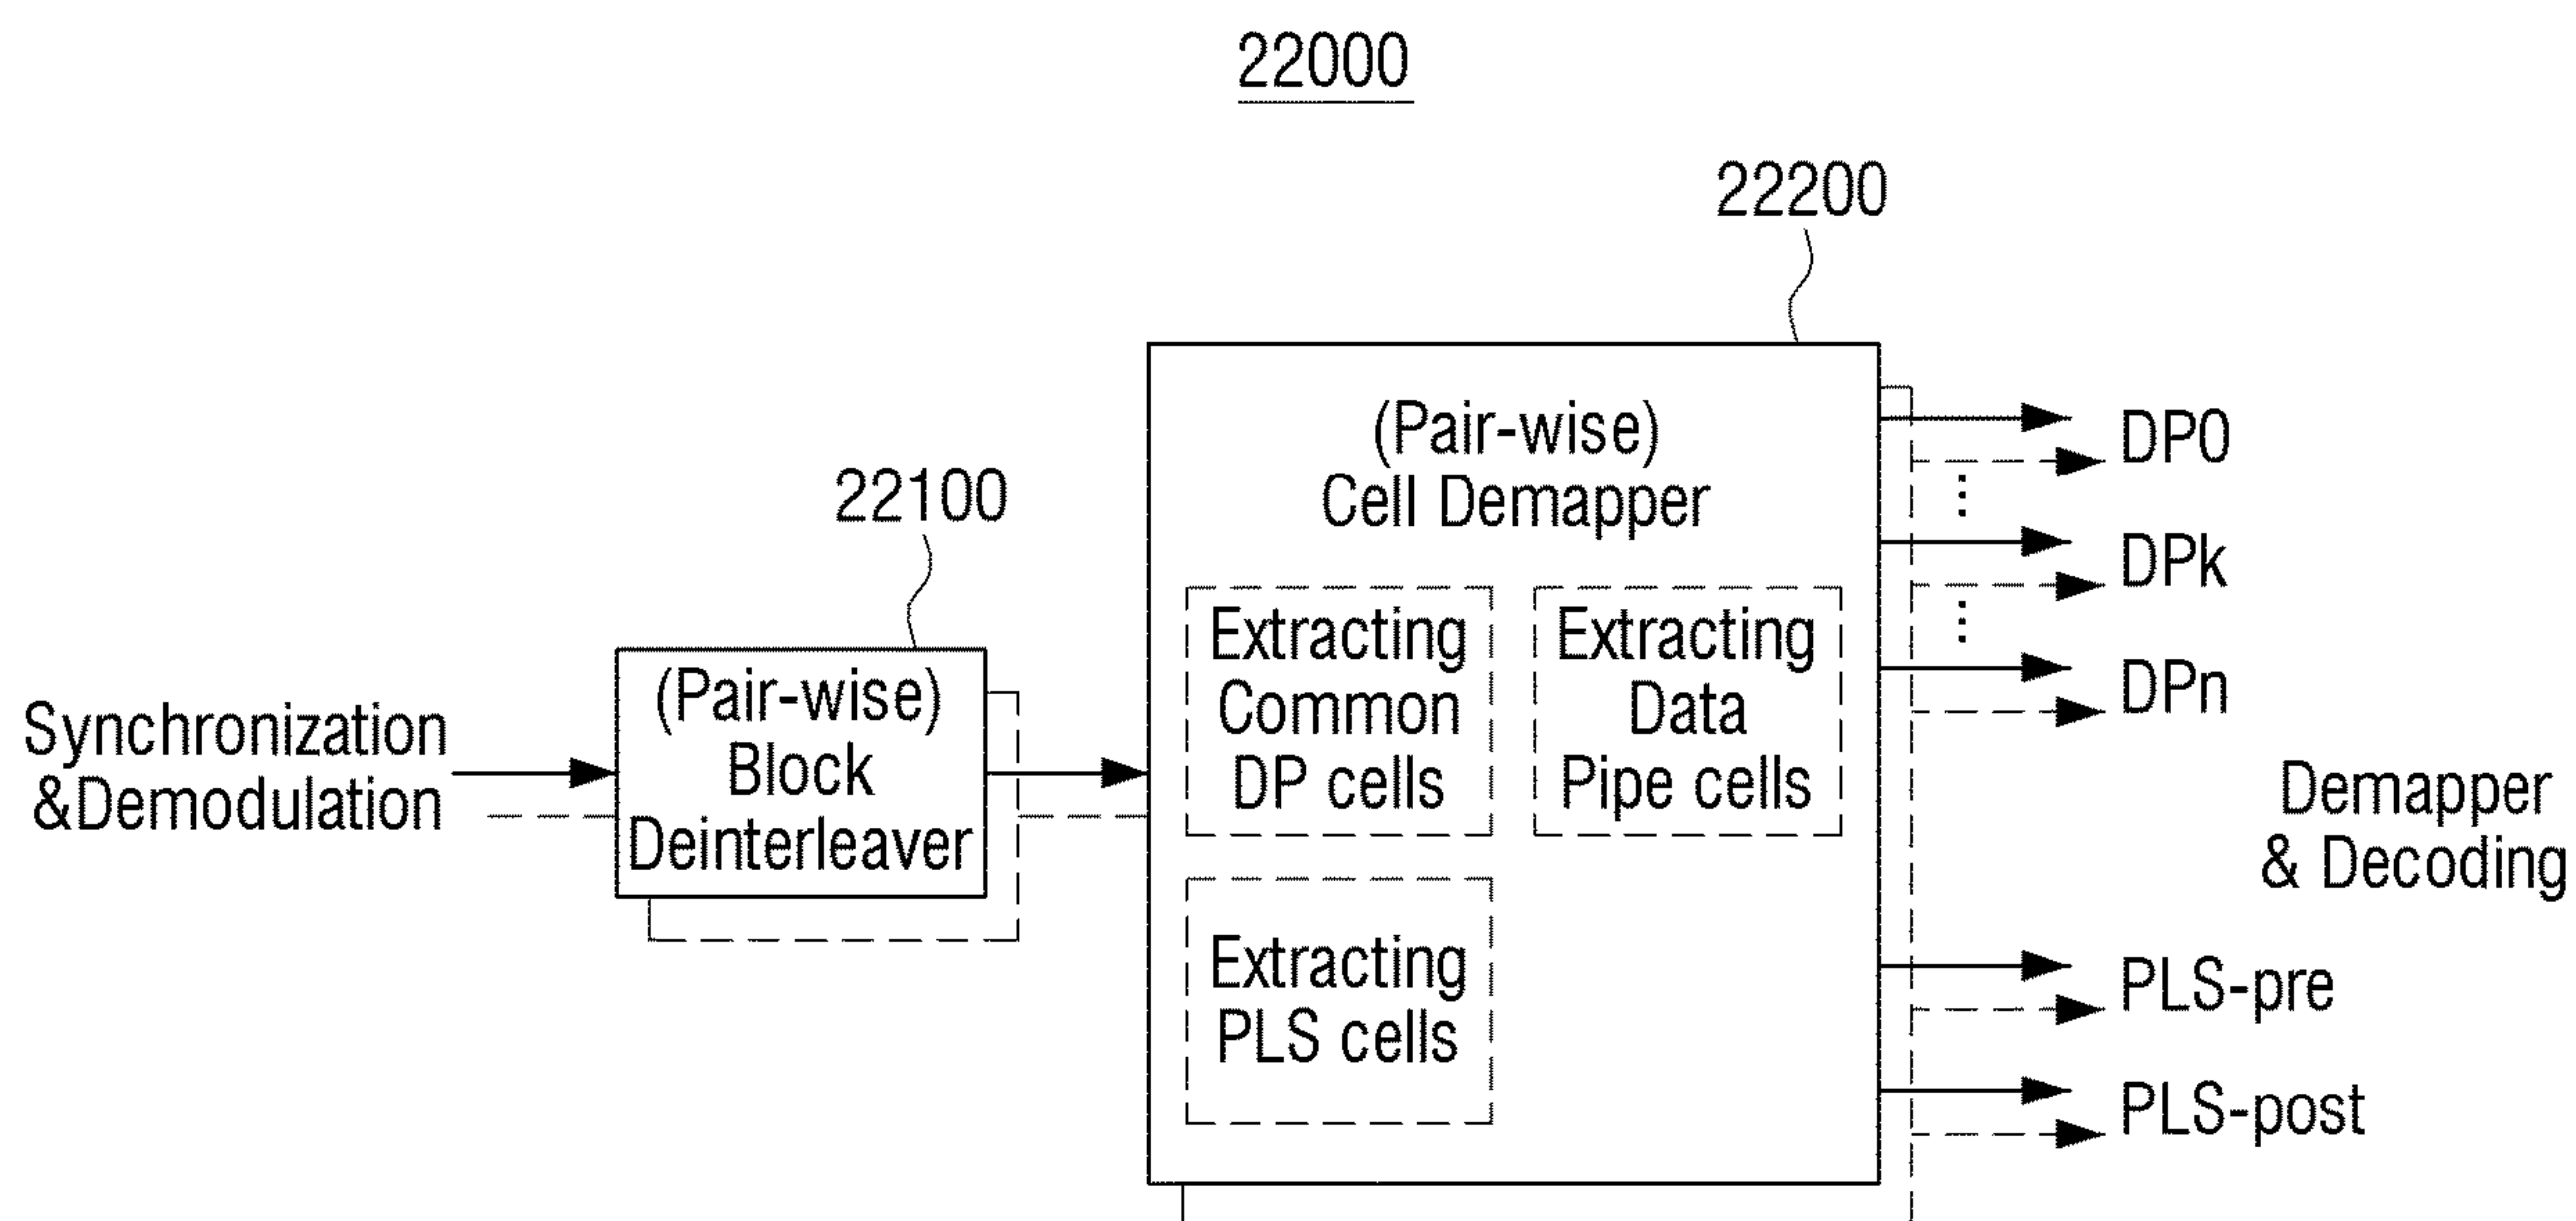 22000
22200
22100
(Pair-wise)
Cell Demapper
Extracting
Common
DP cells
Extracting
Data
Pipe cells
Extracting
PLS cells
(Pair-wise)
Block
Deinterleaver
Synchronization
&Demodulation
DP0
⋮
DPk
⋮
DPn
Demapper
& Decoding
PLS-pre
PLS-post